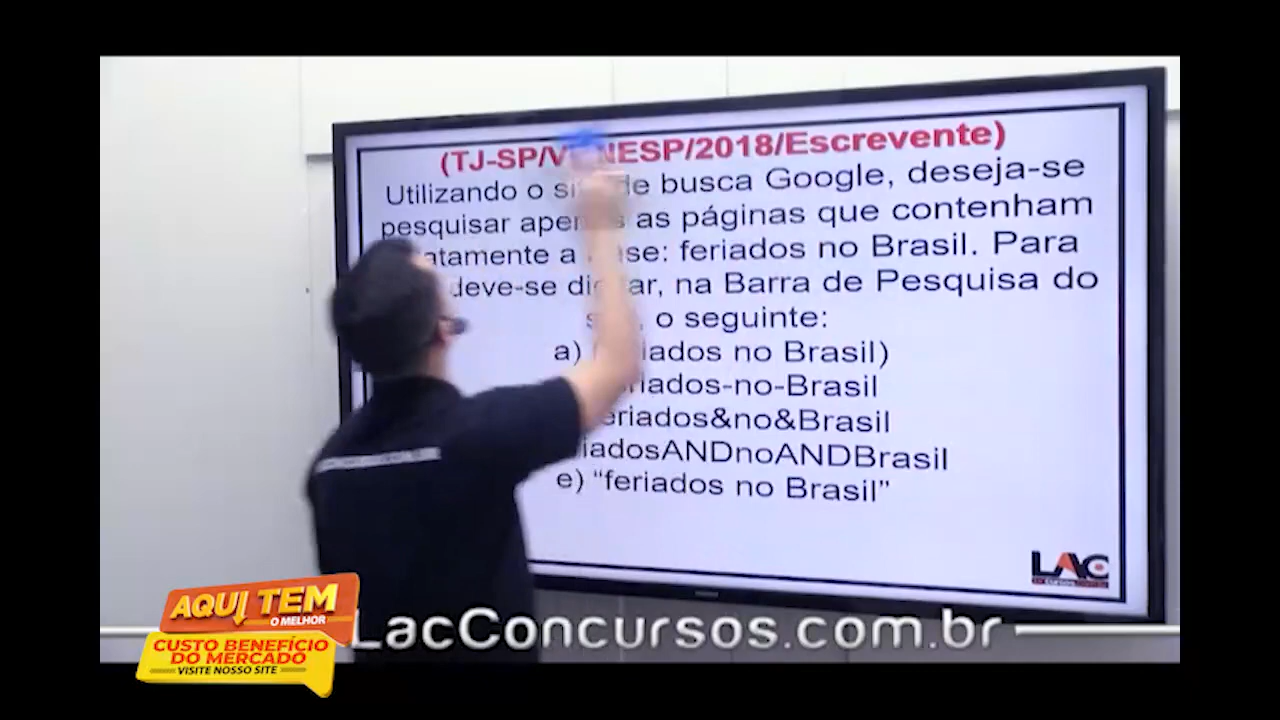 (TJ-SP/V NESP/2018/Escrevente)
Utilizando o de busca Google, deseja-se
pesquisar as páginas que contenham
atamente a feriados no Brasil. Para
deve-se na Barra de Pesquisa do
o seguinte:
a) iados no Brasil)
riados-no-Brasil
eriados&no&Brasil
iadosANDnoANDBrasil
e) “feriados no Brasil”
LAC
AQUI TEM
O MELHOR
CUSTO BENEFÍCIO
DO MERCADO
VISITE NOSSO SITE
LacConcursos.com.br